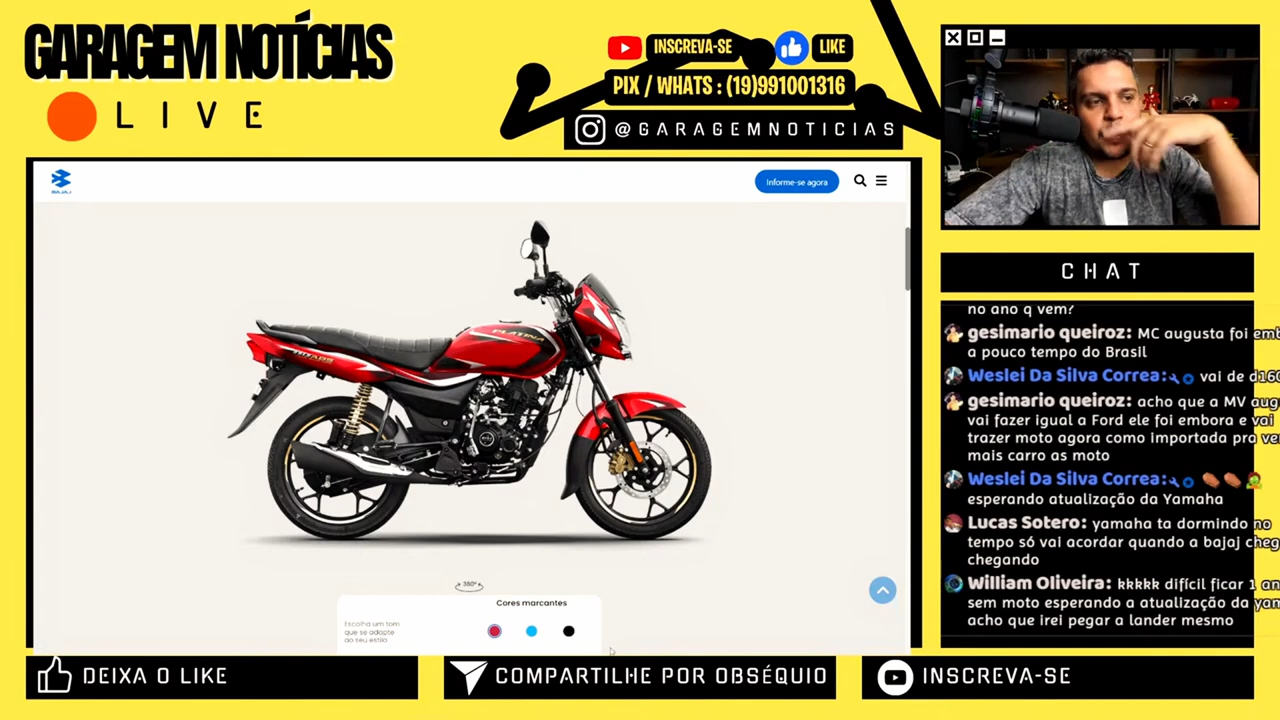 GARAGEM NOTÍCIAS
LIVE
INSCREVA-SE
LIKE
PIX / WHATS : (19)991001316
@GARAGEMNOTICIAS
BAJAJ
Informe-se agora
PLATINA
110 ABS
360°
Cores marcantes
Escolha um tom
que se adapte
ao seu estilo
CHAT
no ano q vem?
gesimario queiroz: MC augusta foi emb
a pouco tempo do Brasil
Weslei Da Silva Correa: vai de d160
gesimario queiroz: acho que a MV aug
vai fazer igual a Ford ele foi embora e vai
trazer moto agora como importada pra ve
mais caro as moto
Weslei Da Silva Correa:
esperando atualização da Yamaha
Lucas Sotero: yamaha ta dormindo no
tempo só vai acordar quando a bajaj cheg
chegando
William Oliveira: kkkkk difícil ficar 1 an
sem moto esperando a atualização da yam
acho que irei pegar a lander mesmo
DEIXA O LIKE
COMPARTILHE POR OBSÉQUIO
INSCREVA-SE